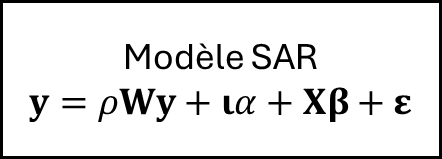 Modèle SAR
𝐲 = 𝜌𝐖𝐲 + 𝛊𝛼 + 𝐗𝛃 + 𝛆